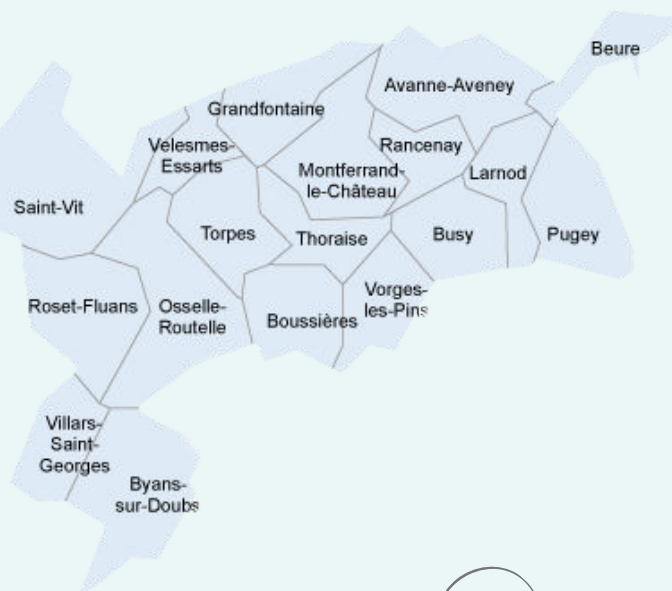 Beure
Avanne-Aveney
Grandfontaine
Rancenay
Velesmes-
Essarts
Larnod
Montferrand-
le-Château
Saint-Vit
Torpes
Thoraise
Busy
Pugey
Vorges-
les-Pins
Roset-Fluans
Osselle-
Routelle
Boussières
Villars-
Saint-
Georges
Byans-
sur-Doubs